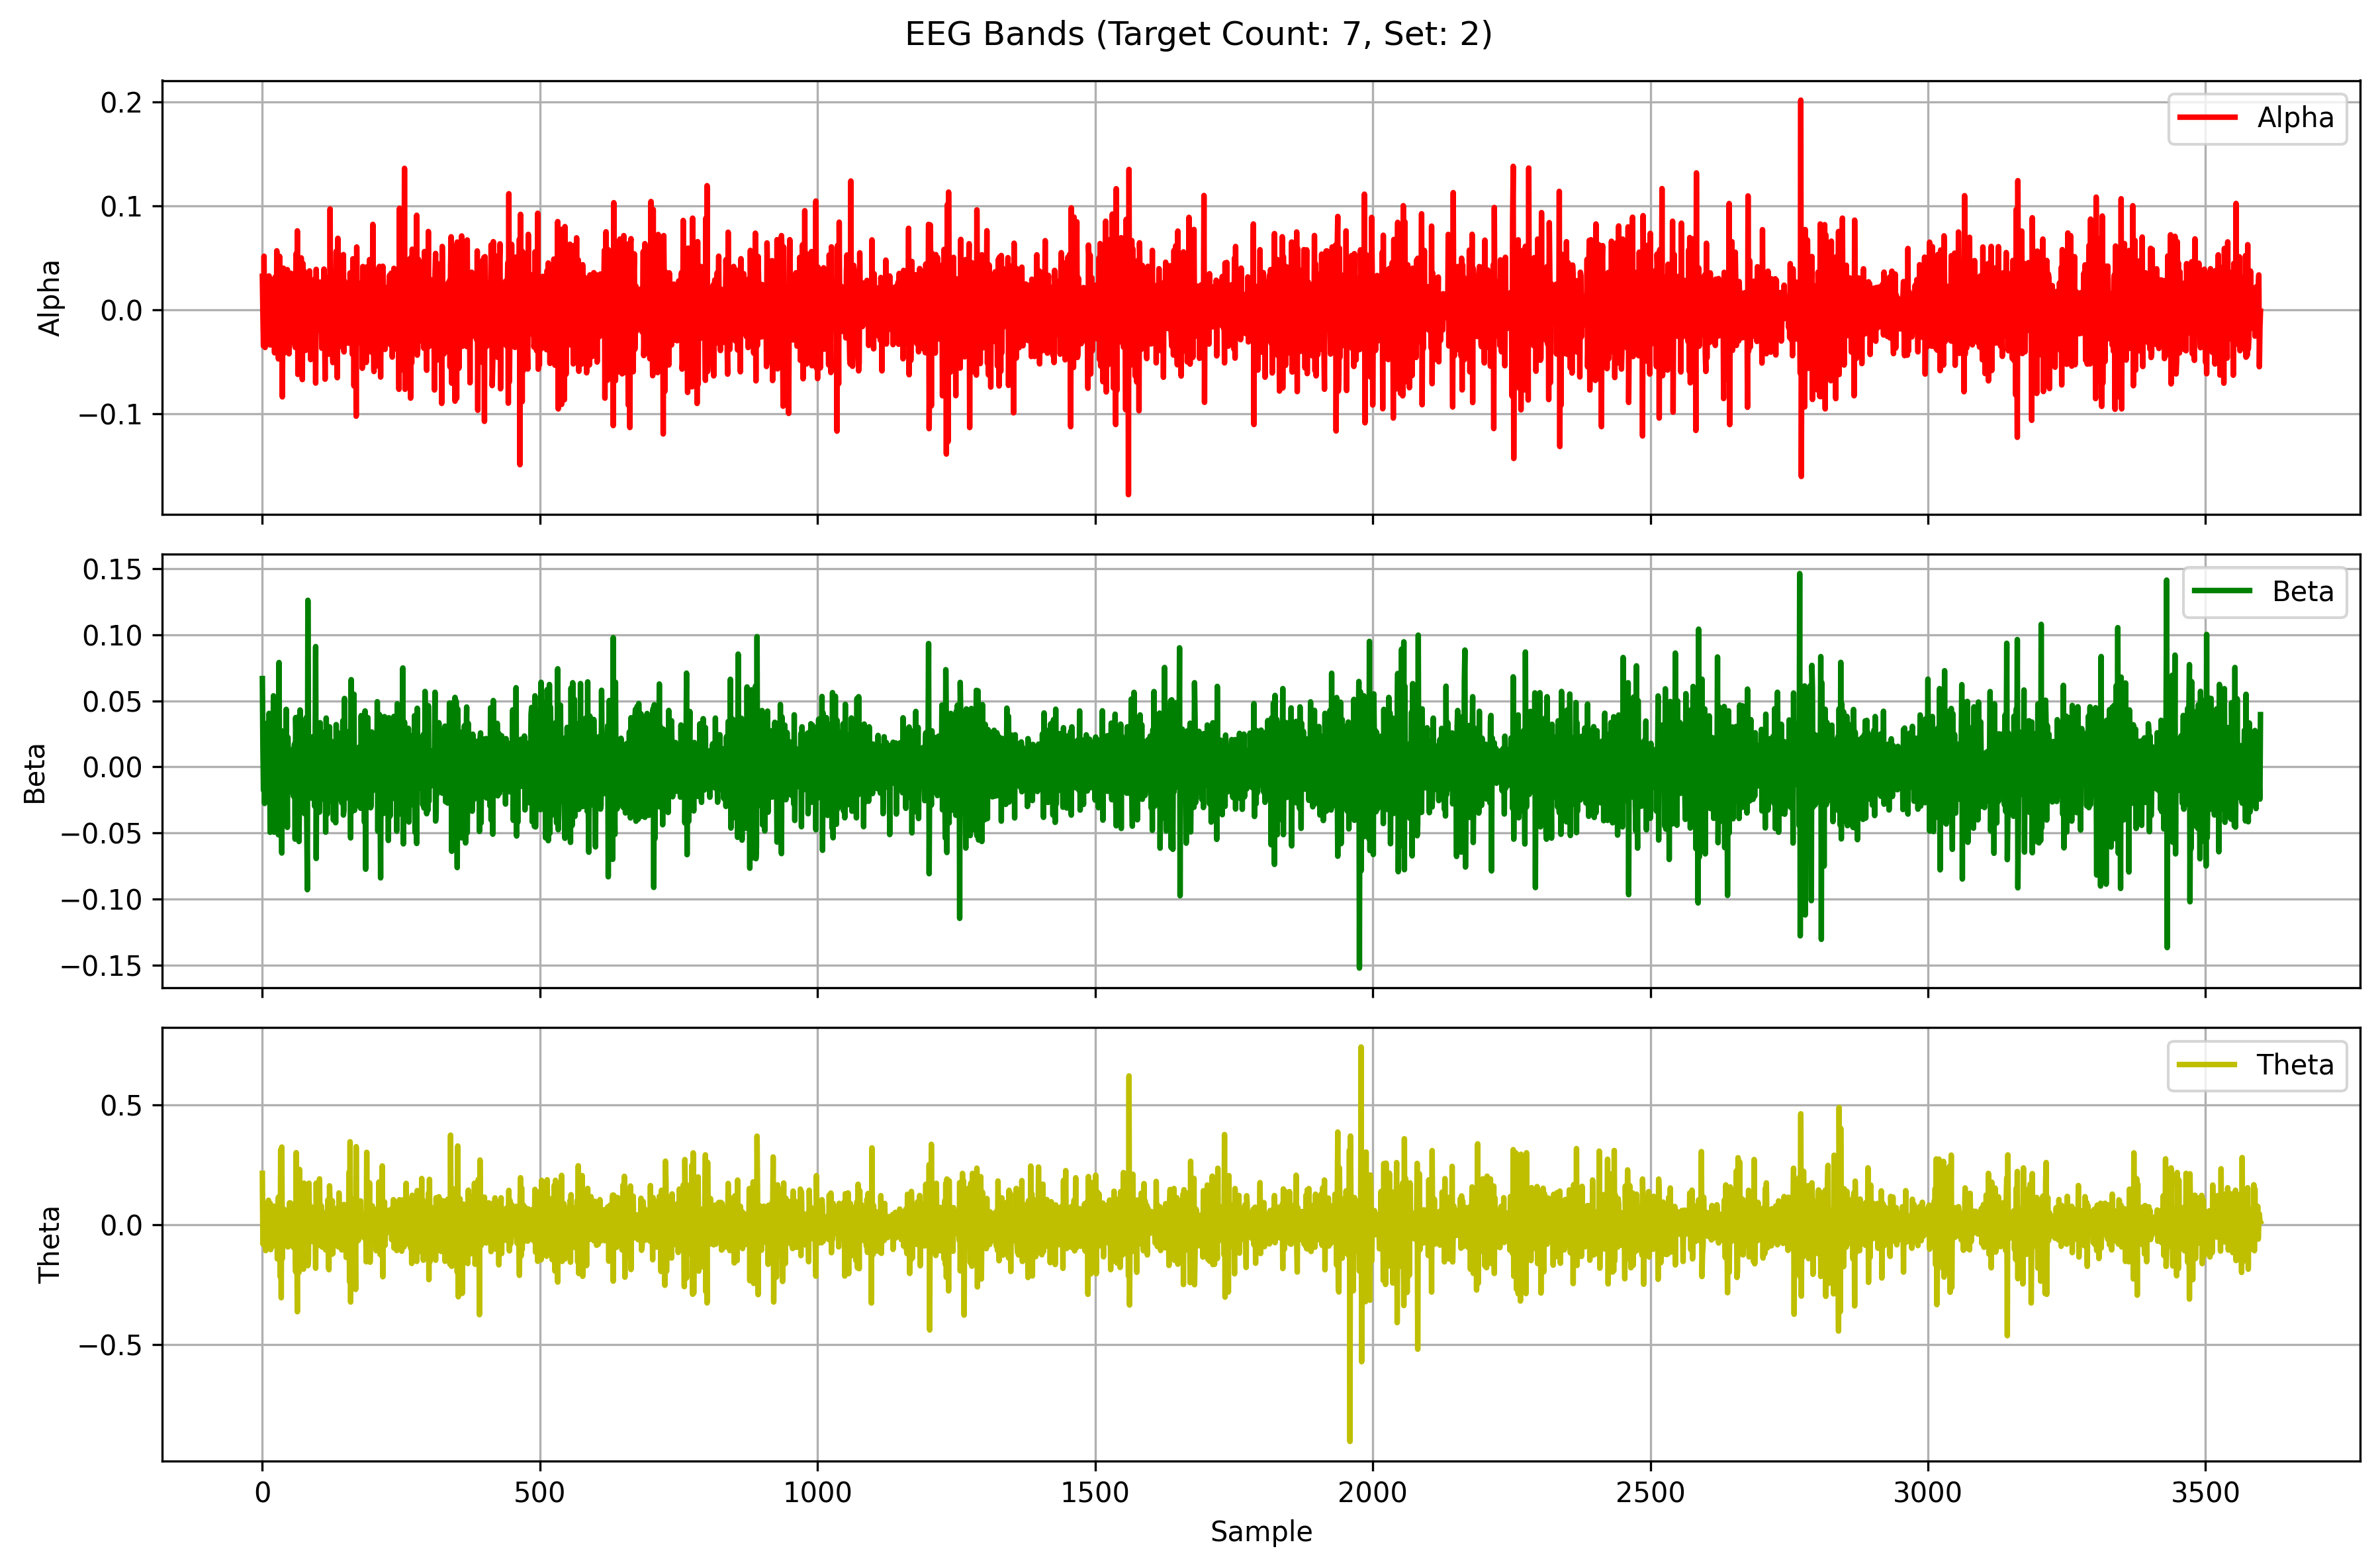 EEG Bands (Target Count: 7, Set: 2)
0.2
0.1
0.0
−0.1
Alpha
Alpha
0.15
0.10
0.05
0.00
−0.05
−0.10
−0.15
Beta
Beta
0.5
0.0
−0.5
Theta
Theta
0 500 1000 1500 2000 2500 3000 3500
Sample